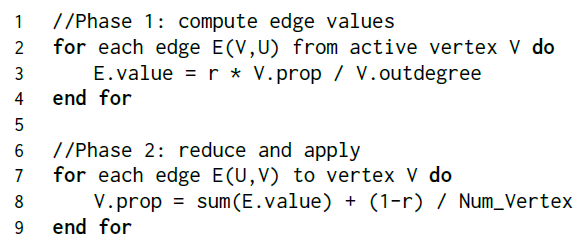 1 //Phase 1: compute edge values
2 for each edge E(V,U) from active vertex V do
3 E.value = r * V.prop / V.outdegree
4 end for
5
6 //Phase 2: reduce and apply
7 for each edge E(U,V) to vertex V do
8 V.prop = sum(E.value) + (1-r) / Num_Vertex
9 end for